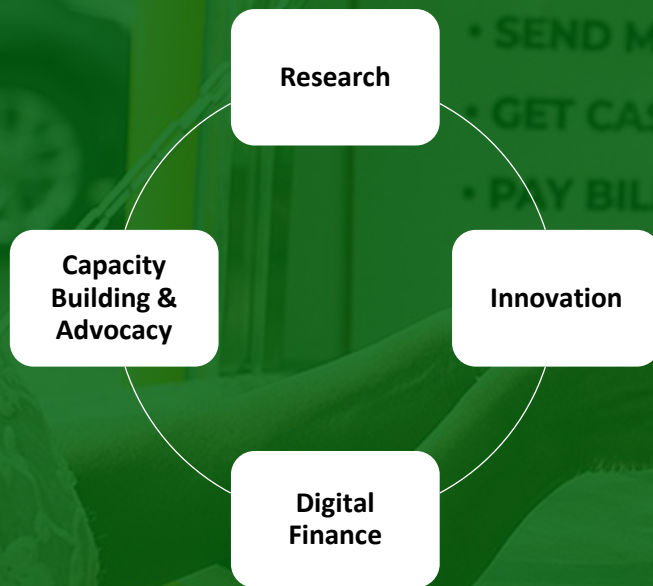 • SEND M
Research
• GET CAS
• PAY BIL
Capacity
Building &
Advocacy
Innovation
Digital
Finance